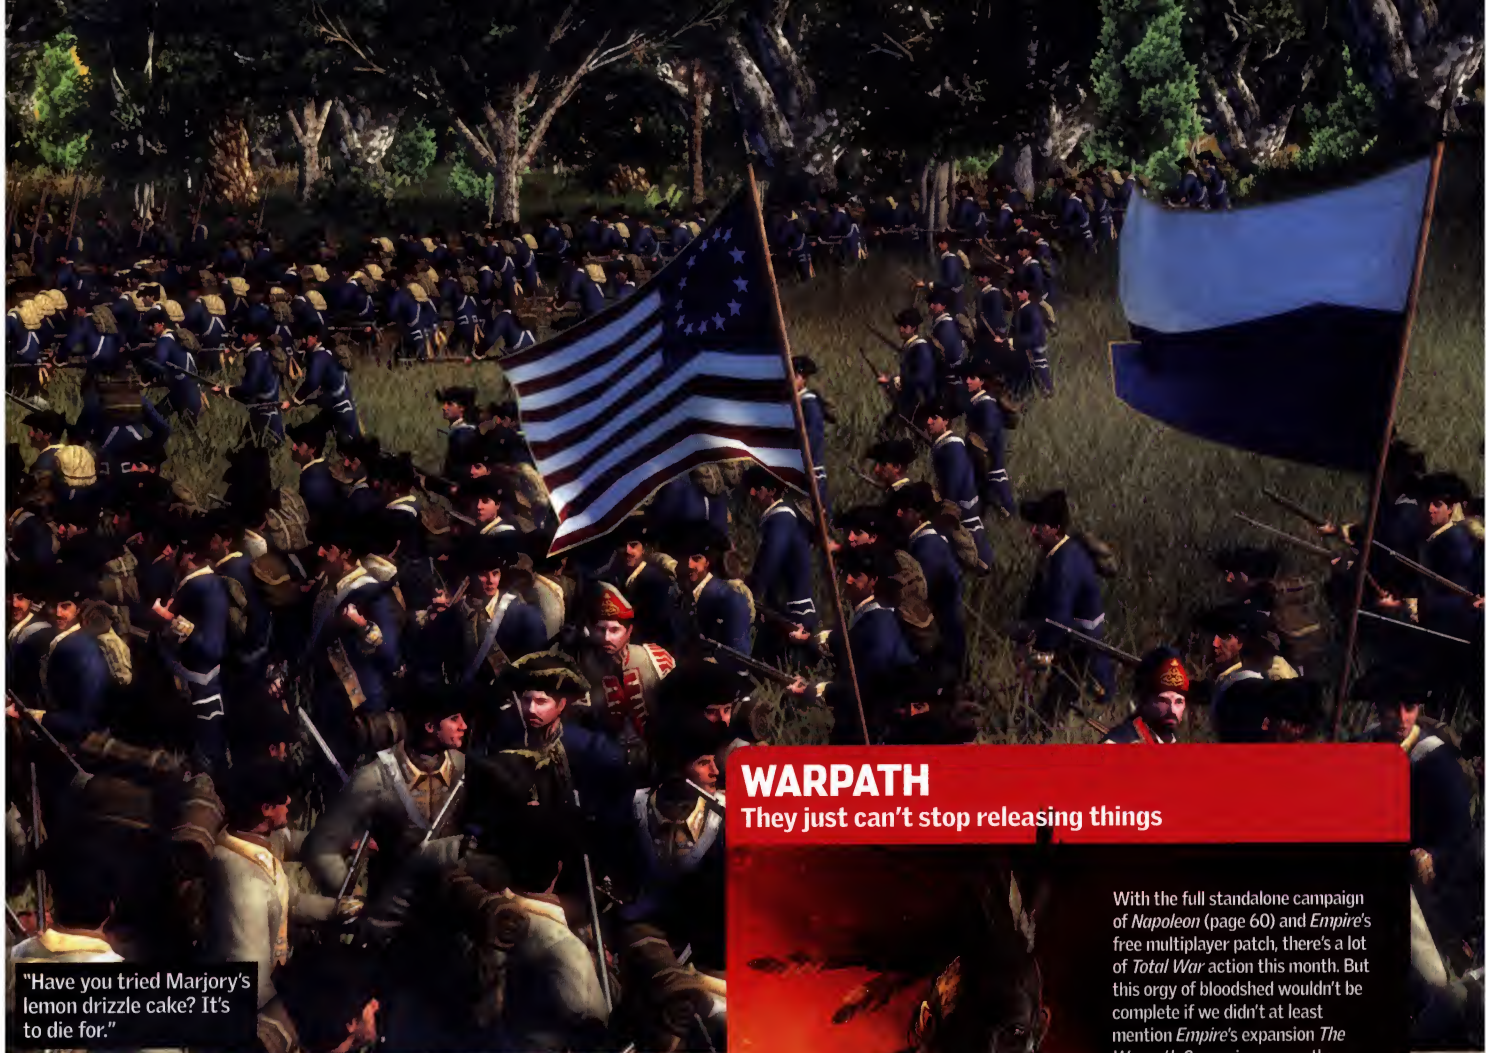 WARPATH
They just can't stop releasing things
With the full standalone campaign
of Napoleon (page 60) and Empire's
free multiplayer patch, there's a lot
of Total War action this month. But
this orgy of bloodshed wouldn't be
complete if we didn't at least
mention Empire's expansion The
"Have you tried Marjory's
lemon drizzle cake? It's
to die for."